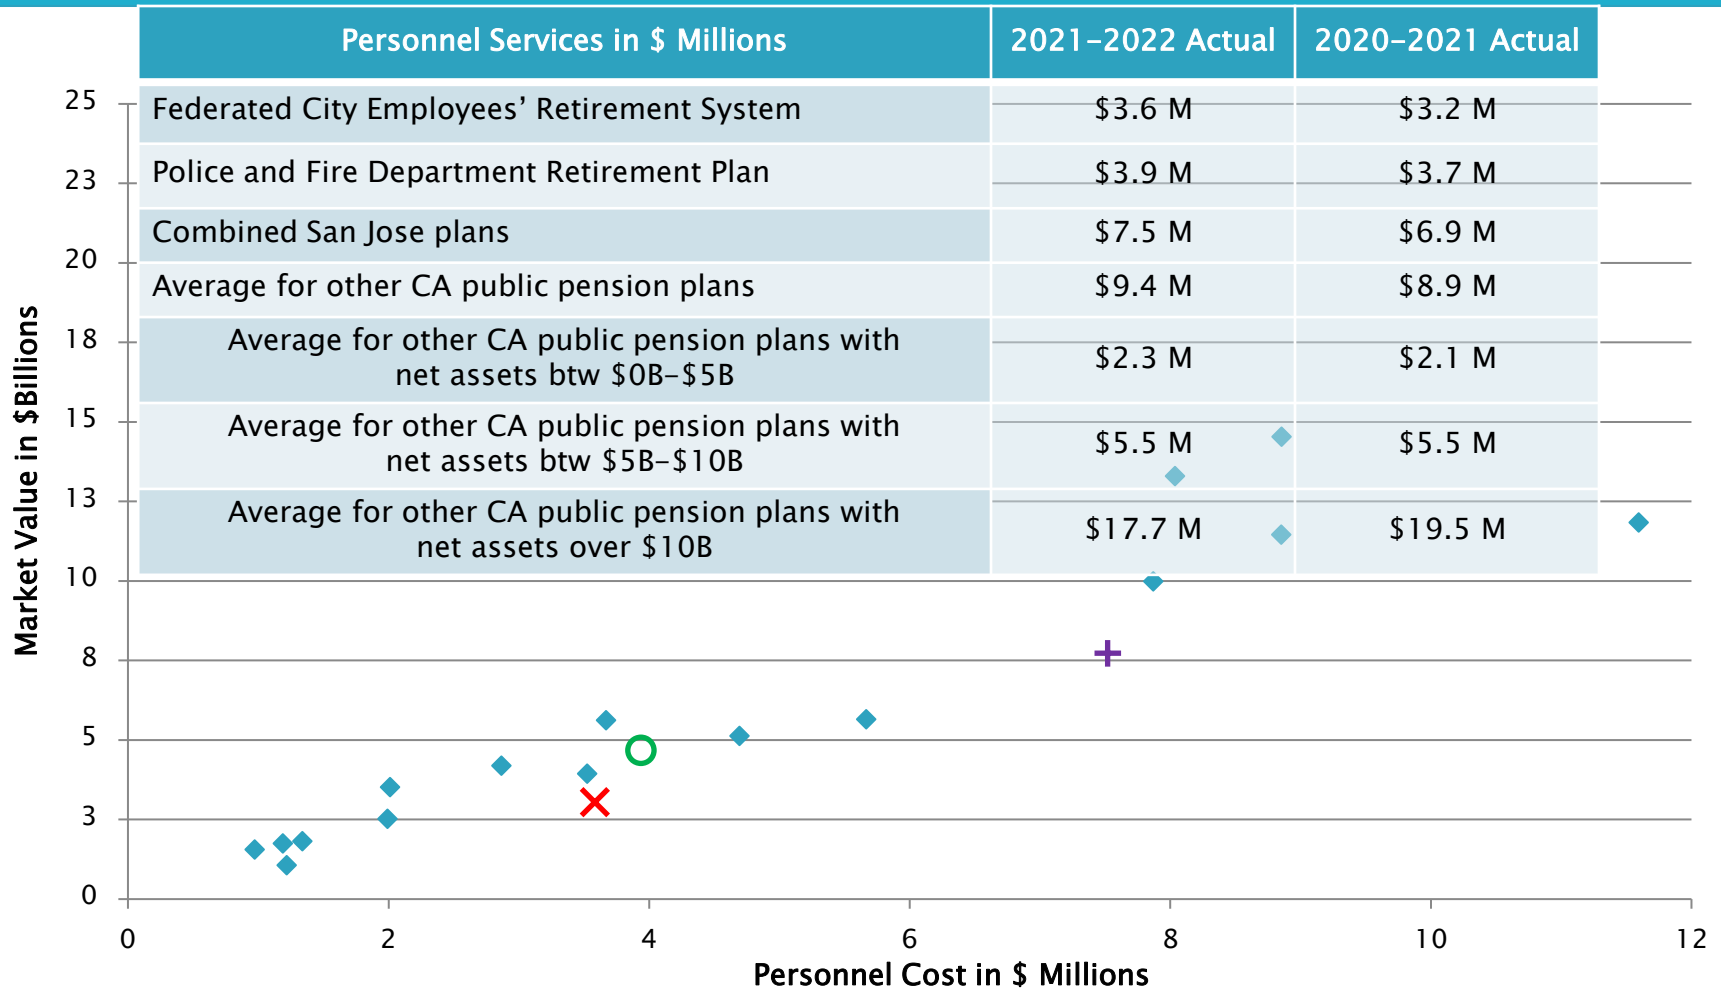 Personnel Services in $ Millions 2021–2022 Actual 2020–2021 Actual
Federated City Employees’ Retirement System $3.6 M $3.2 M
Police and Fire Department Retirement Plan $3.9 M $3.7 M
Combined San Jose plans $7.5 M $6.9 M
Average for other CA public pension plans $9.4 M $8.9 M
Average for other CA public pension plans with
net assets btw $0B–$5B $2.3 M $2.1 M
Average for other CA public pension plans with
net assets btw $5B–$10B $5.5 M $5.5 M
Average for other CA public pension plans with
net assets over $10B $17.7 M $19.5 M
Market Value in $Billions
25
23
20
18
15
13
10
8
5
3
0
0 2 4 6 8 10 12
Personnel Cost in $ Millions